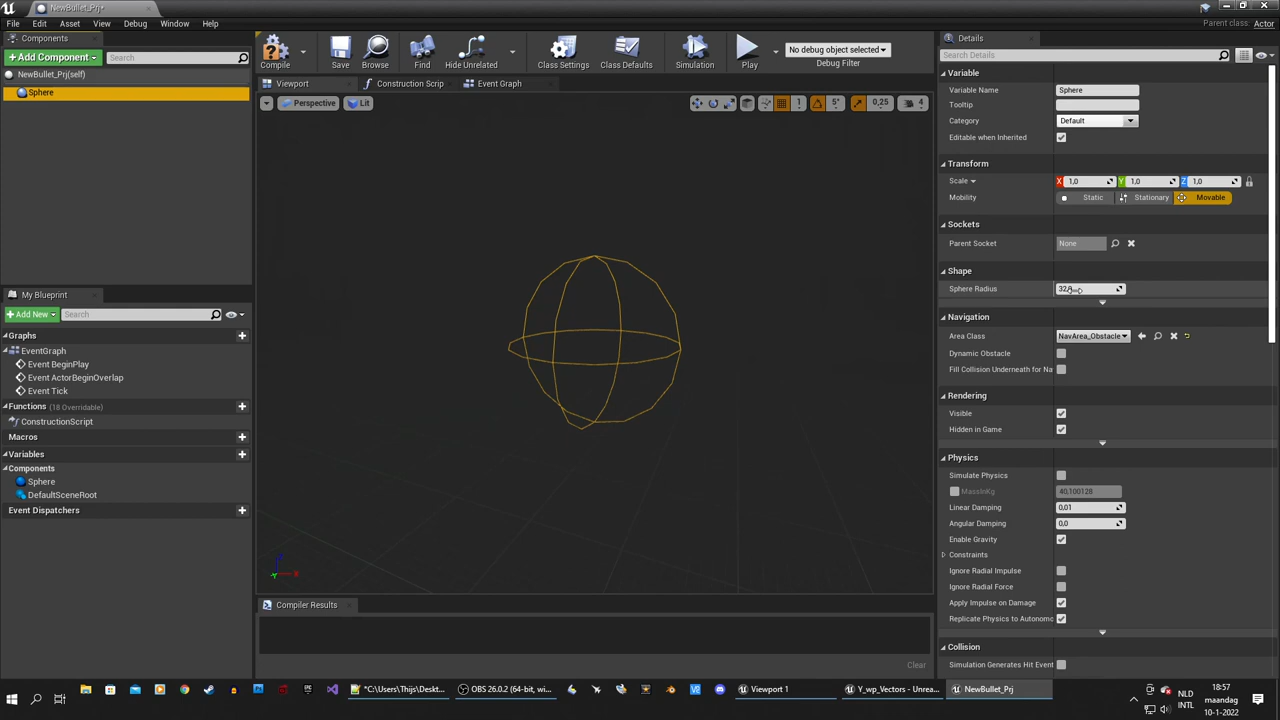 NewBullet_Prj*
File Edit Asset View Debug Window Help
Parent class: Actor
Components
Add Component
Search
NewBullet_Prj(self)
Sphere
Compile
Save
Browse
Find
Hide Unrelated
Class Settings
Class Defaults
Simulation
Play
No debug object selected
Debug Filter
Viewport
Construction Scrip
Event Graph
Perspective
Lit
1
5°
0,25
4
My Blueprint
Add New
Search
Graphs
EventGraph
Event BeginPlay
Event ActorBeginOverlap
Event Tick
Functions (18 Overridable)
ConstructionScript
Macros
Variables
Components
Sphere
DefaultSceneRoot
Event Dispatchers
Compiler Results
Clear
Details
Search Details
Variable
Variable Name Sphere
Tooltip
Category Default
Editable when Inherited
Transform
Scale X 1,0 Y 1,0 Z 1,0
Mobility Static Stationary Movable
Sockets
Parent Socket None
Shape
Sphere Radius
Navigation
Area Class NavArea_Obstacle
Dynamic Obstacle
Fill Collision Underneath for Na
Rendering
Visible
Hidden in Game
Physics
Simulate Physics
MassInKg 40,100128
Linear Damping 0,01
Angular Damping 0,0
Enable Gravity
Constraints
Ignore Radial Impulse
Ignore Radial Force
Apply Impulse on Damage
Replicate Physics to Autonomo
Collision
Simulation Generates Hit Event
*C:\Users\Thijs\Deskt...
OBS 26.0.2 (64-bit, wi...
Viewport 1
Y_wp_Vectors - Unrea...
NewBullet_Prj
NLD
INTL
18:57
maandag
10-1-2022